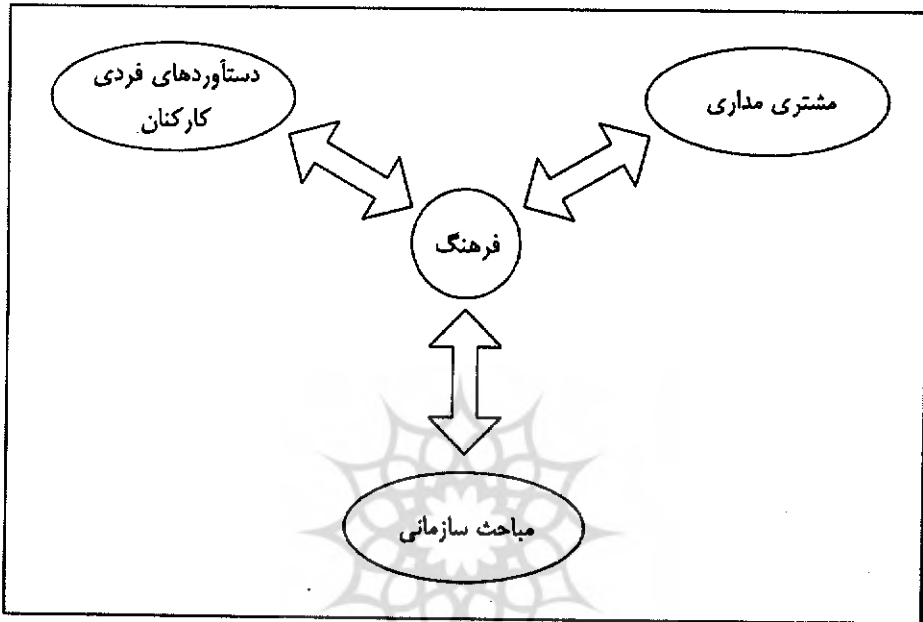 مشتری مداری
دستآوردهای فردی
کارکنان
فرهنگ
مباحث سازمانی